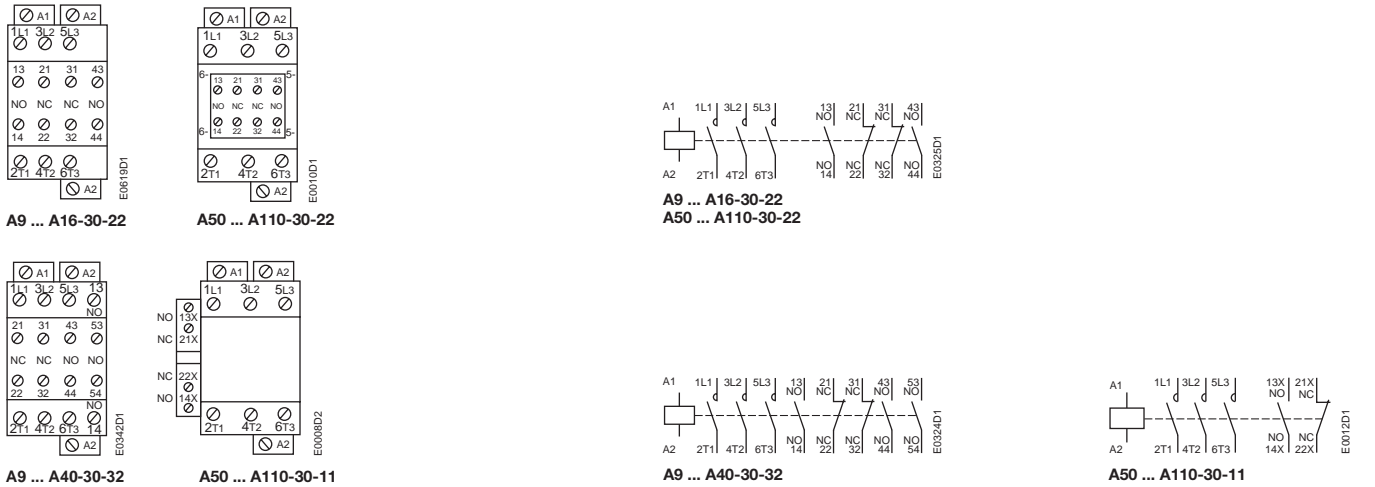 A1 A2
1L1 3L2 5L3
13 21 31 43
NO NC NC NO
14 22 32 44
2T1 4T2 6T3
A2
E0619D1
A9 ... A16-30-22
A1 A2
1L1 3L2 5L3
6- 5-
13 21 31 43
NO NC NC NO
14 22 32 44
6- 5-
2T1 4T2 6T3
A2
E0010D1
A50 ... A110-30-22
A1 1L1 3L2 5L3 13 21 31 43
NO NC NC NO
NO NC NC NO
A2 2T1 4T2 6T3 14 22 32 44
E0325D1
A9 ... A16-30-22
A50 ... A110-30-22
A1 A2
1L1 3L2 5L3 13
NO
21 31 43 53
NC NC NO NO
22 32 44 54
NO
2T1 4T2 6T3 14
A2
E0342D1
A9 ... A40-30-32
A1 A2
1L1 3L2 5L3
NO 13X
NC 21X
NC 22X
NO 14X
2T1 4T2 6T3
A2
E0008D2
A50 ... A110-30-11
A1 1L1 3L2 5L3 13 21 31 43 53
NO NC NC NO NO
NO NC NC NO NO
A2 2T1 4T2 6T3 14 22 32 44 54
E0324D1
A9 ... A40-30-32
A1 1L1 3L2 5L3 13X 21X
NO NC
NO NC
A2 2T1 4T2 6T3 14X 22X
E0012D1
A50 ... A110-30-11